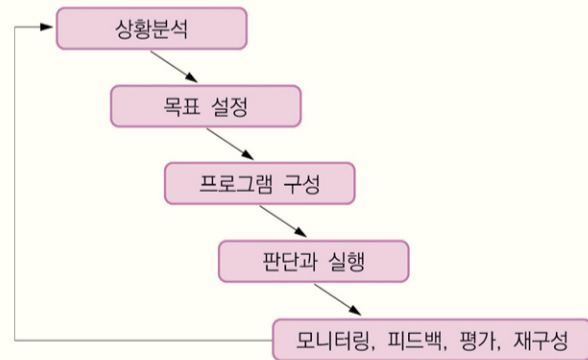 상황분석
목표 설정
프로그램 구성
판단과 실행
모니터링, 피드백, 평가, 재구성